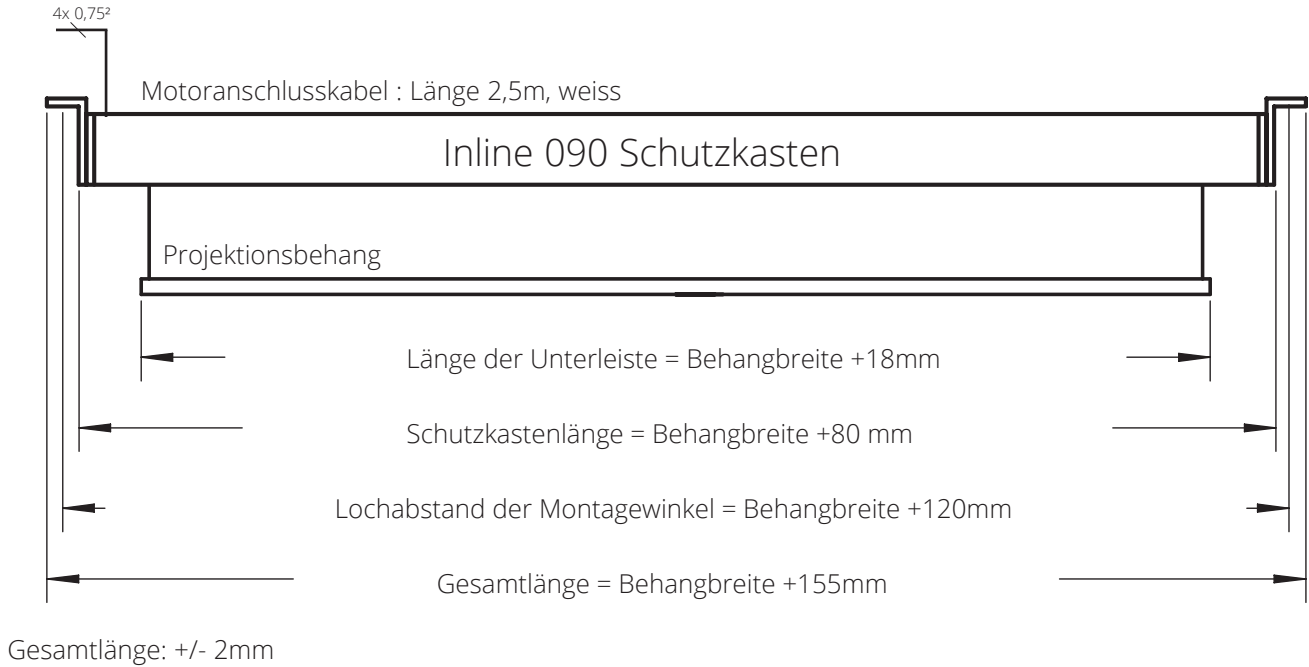 4x 0,75²
Motoranschlusskabel : Länge 2,5m, weiss
Inline 090 Schutzkasten
Projektionsbehang
Länge der Unterleiste = Behangbreite +18mm
Schutzkastenlänge = Behangbreite +80 mm
Lochabstand der Montagewinkel = Behangbreite +120mm
Gesamtlänge = Behangbreite +155mm
Gesamtlänge: +/- 2mm